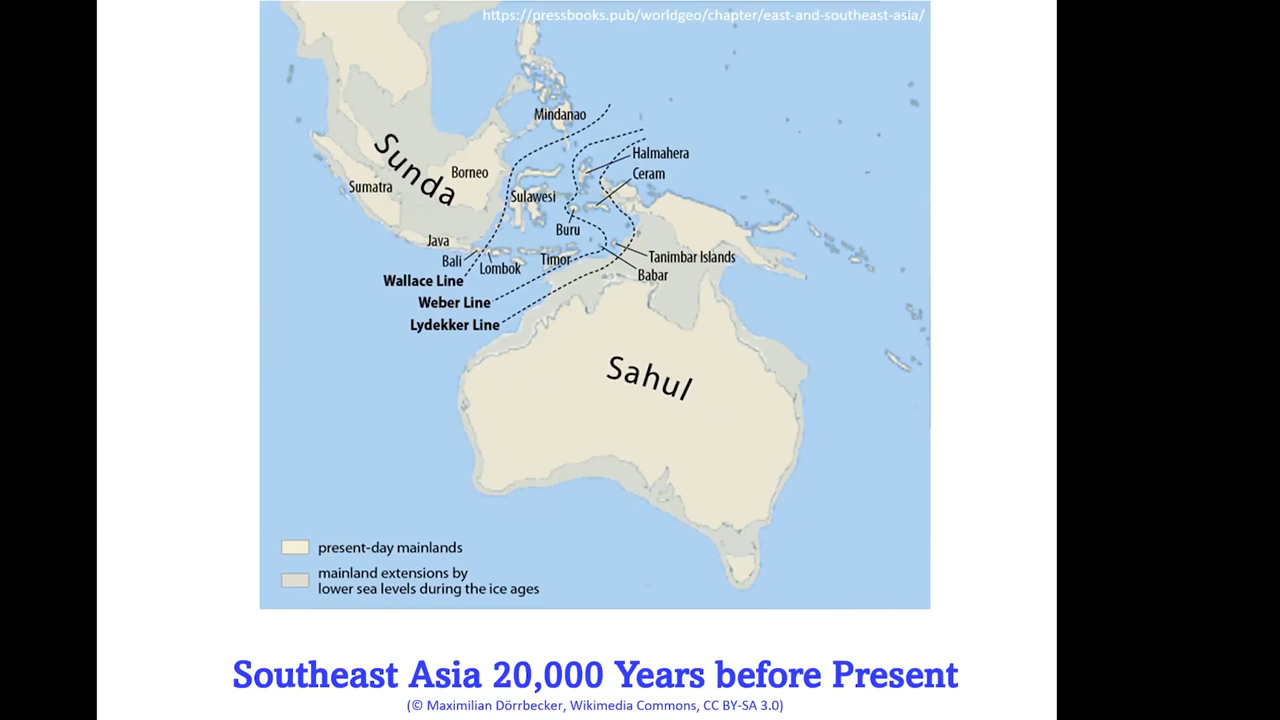 https://pressbooks.pub/worldgeo/chapter/east-and-southeast-asia/
Mindanao
Halmahera
Ceram
Sunda
Borneo
Sumatra
Sulawesi
Buru
Java
Bali
Lombok
Timor
Tanimbar Islands
Babar
Wallace Line
Weber Line
Lydekker Line
Sahul
present-day mainlands
mainland extensions by
lower sea levels during the ice ages
Southeast Asia 20,000 Years before Present
(© Maximilian Dörrbecker, Wikimedia Commons, CC BY-SA 3.0)